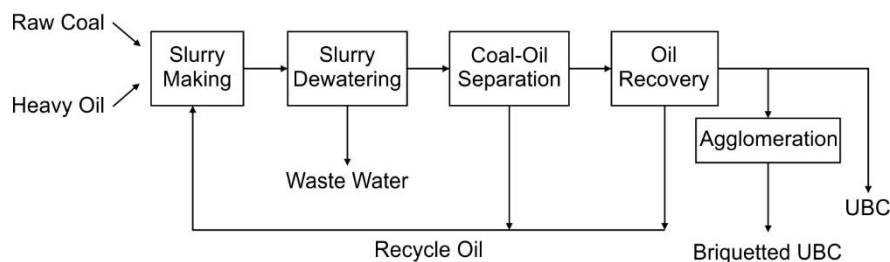 Raw Coal
Heavy Oil
Slurry
Making
Slurry
Dewatering
Coal-Oil
Separation
Oil
Recovery
Agglomeration
Waste Water
UBC
Recycle Oil
Briquetted UBC